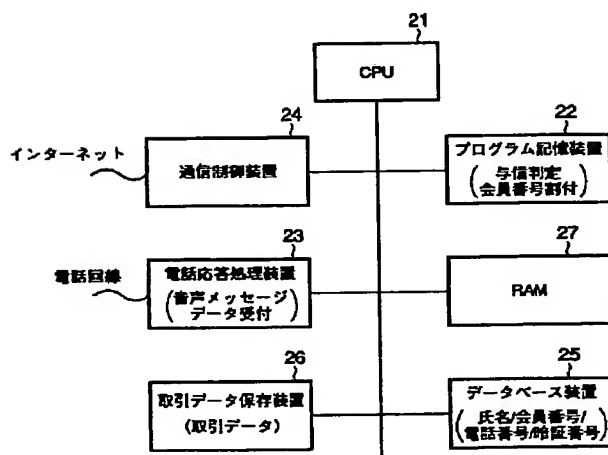 21
CPU
24
通信制御装置
インターネット
22
プログラム記憶装置
(与信判定
会員番号割付)
23
電話応答処理装置
(音声メッセージ
データ受付)
電話回線
27
RAM
26
取引データ保存装置
(取引データ)
25
データベース装置
(氏名/会員番号/
電話番号/暗証番号)